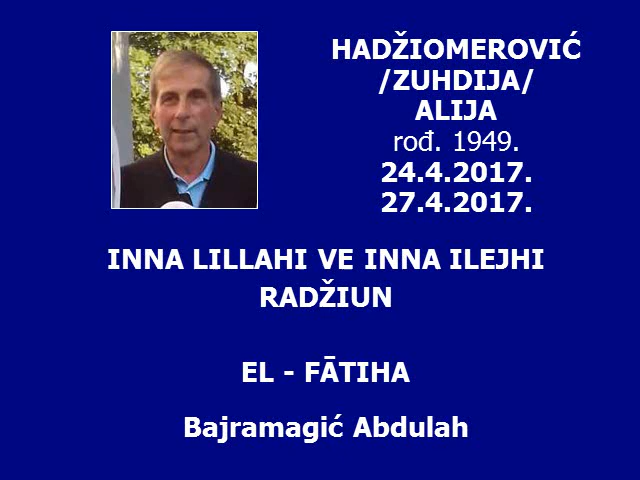 HADŽIOMEROVIĆ
/ZUHDIJA/
ALIJA
rođ. 1949.
24.4.2017.
27.4.2017.
INNA LILLAHI VE INNA ILEJHI
RADŽIUN
EL - FĀTIHA
Bajramagić Abdulah